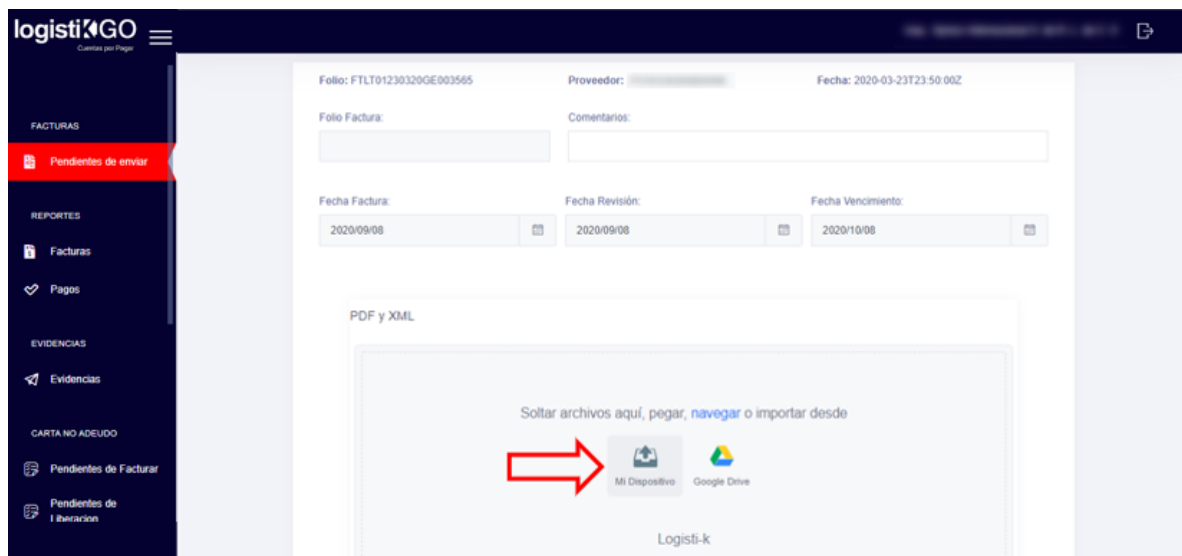 logistikGO
Cuentas por Pagar
FACTURAS
Pendientes de enviar
REPORTES
Facturas
Pagos
EVIDENCIAS
Evidencias
CARTA NO ADEUDO
Pendientes de Facturar
Pendientes de
Liberacion
Folio: FTLT01230320GE003565 Proveedor: Fecha: 2020-03-23T23:50:00Z
Folio Factura: Comentarios:
Fecha Factura: Fecha Revisión: Fecha Vencimiento:
2020/09/08 2020/09/08 2020/10/08
PDF y XML
Soltar archivos aquí, pegar, navegar o importar desde
Mi Dispositivo Google Drive
Logisti-k